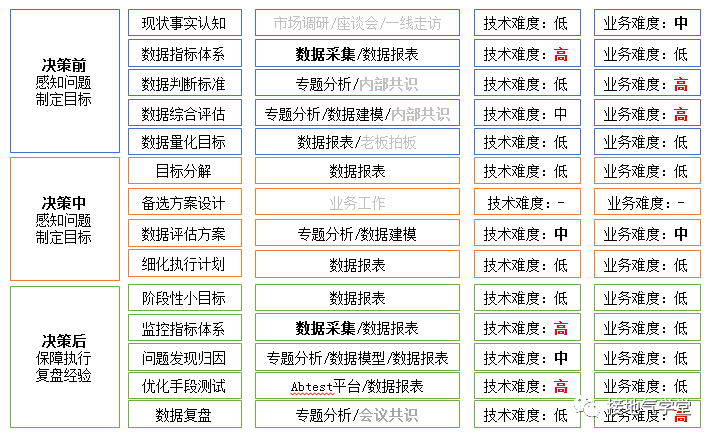 现状事实认知 市场调研/座谈会/一线走访 技术难度：低 业务难度：中
决策前
感知问题
制定目标
数据指标体系 数据采集/数据报表 技术难度：高 业务难度：低
数据判断标准 专题分析/内部共识 技术难度：低 业务难度：高
数据综合评估 专题分析/数据建模/内部共识 技术难度：中 业务难度：高
数据量化目标 数据报表/老板拍板 技术难度：低 业务难度：低
决策中
感知问题
制定目标
目标分解 数据报表 技术难度：低 业务难度：低
备选方案设计 业务工作 技术难度：- 业务难度：-
数据评估方案 专题分析/数据建模 技术难度：中 业务难度：中
细化执行计划 数据报表 技术难度：低 业务难度：低
决策后
保障执行
复盘经验
阶段性小目标 数据报表 技术难度：低 业务难度：低
监控指标体系 数据采集/数据报表 技术难度：高 业务难度：低
问题发现归因 专题分析/数据模型/数据报表 技术难度：中 业务难度：低
优化手段测试 Abtest平台/数据报表 技术难度：高 业务难度：低
数据复盘 专题分析/会议共识 技术难度：低 业务难度：高
接地气学堂